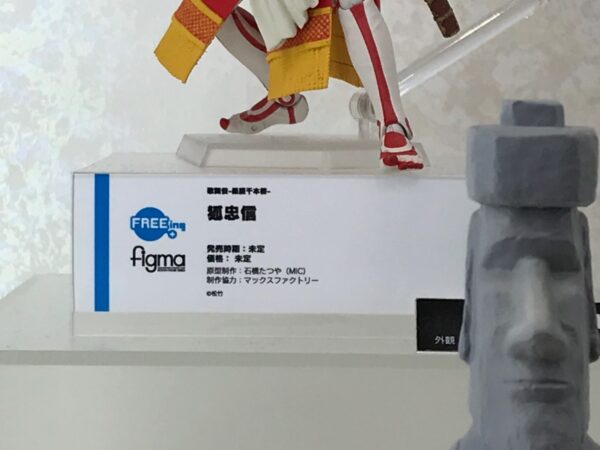 歌舞伎-義経千本桜-
狐忠信
FREEing
figma
発売時期：未定
価格： 未定
原型制作：石橋たつや（MIC）
制作協力：マックスファクトリー
©松竹
外観